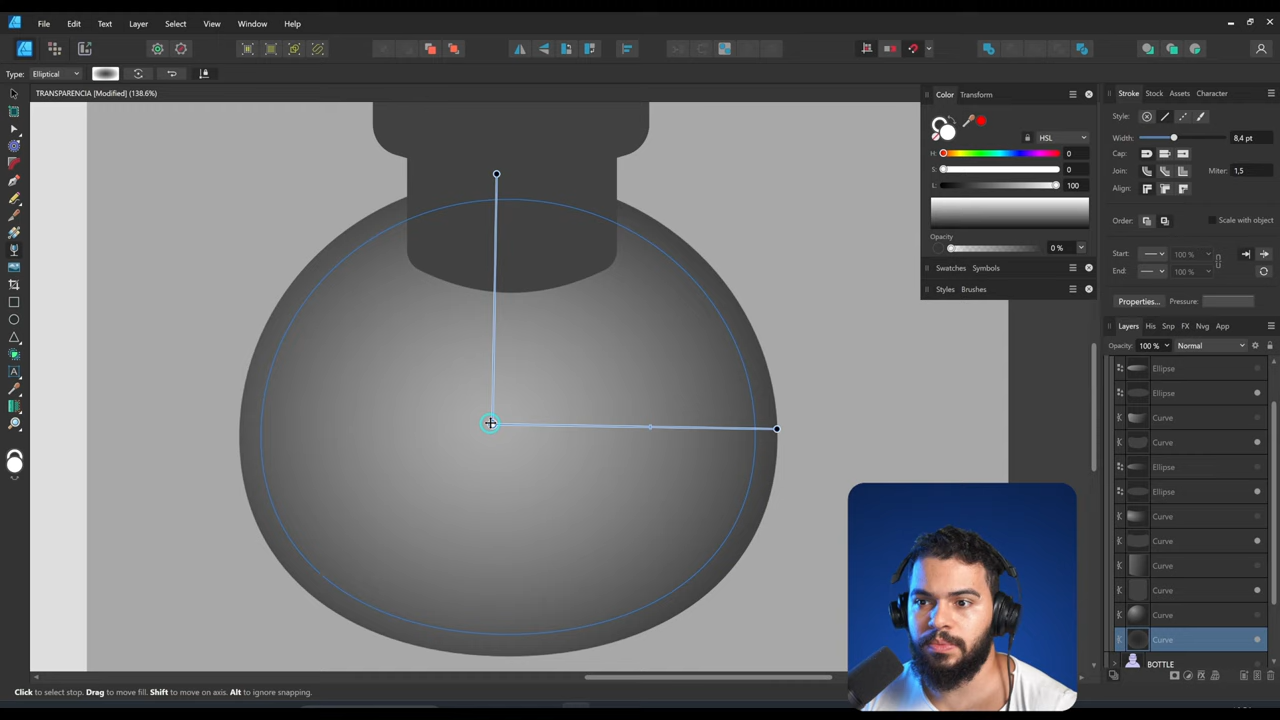 File Edit Text Layer Select View Window Help
Type: Elliptical
TRANSPARENCIA [Modified] (138.6%)
Color Transform
HSL
H: 0
S: 0
L: 100
Opacity
0 %
Swatches Symbols
Styles Brushes
Stroke Stock Assets Character
Style:
Width: 8,4 pt
Cap:
Join: Miter: 1,5
Align:
Order: Scale with object
Start: 100 %
End: 100 %
Properties... Pressure:
Layers His Snp FX Nvg App
Opacity: 100 % Normal
Ellipse
Ellipse
Curve
Curve
Ellipse
Ellipse
Curve
Curve
Curve
Curve
Curve
Curve
BOTTLE
Click to select stop. Drag to move fill. Shift to move on axis. Alt to ignore snapping.